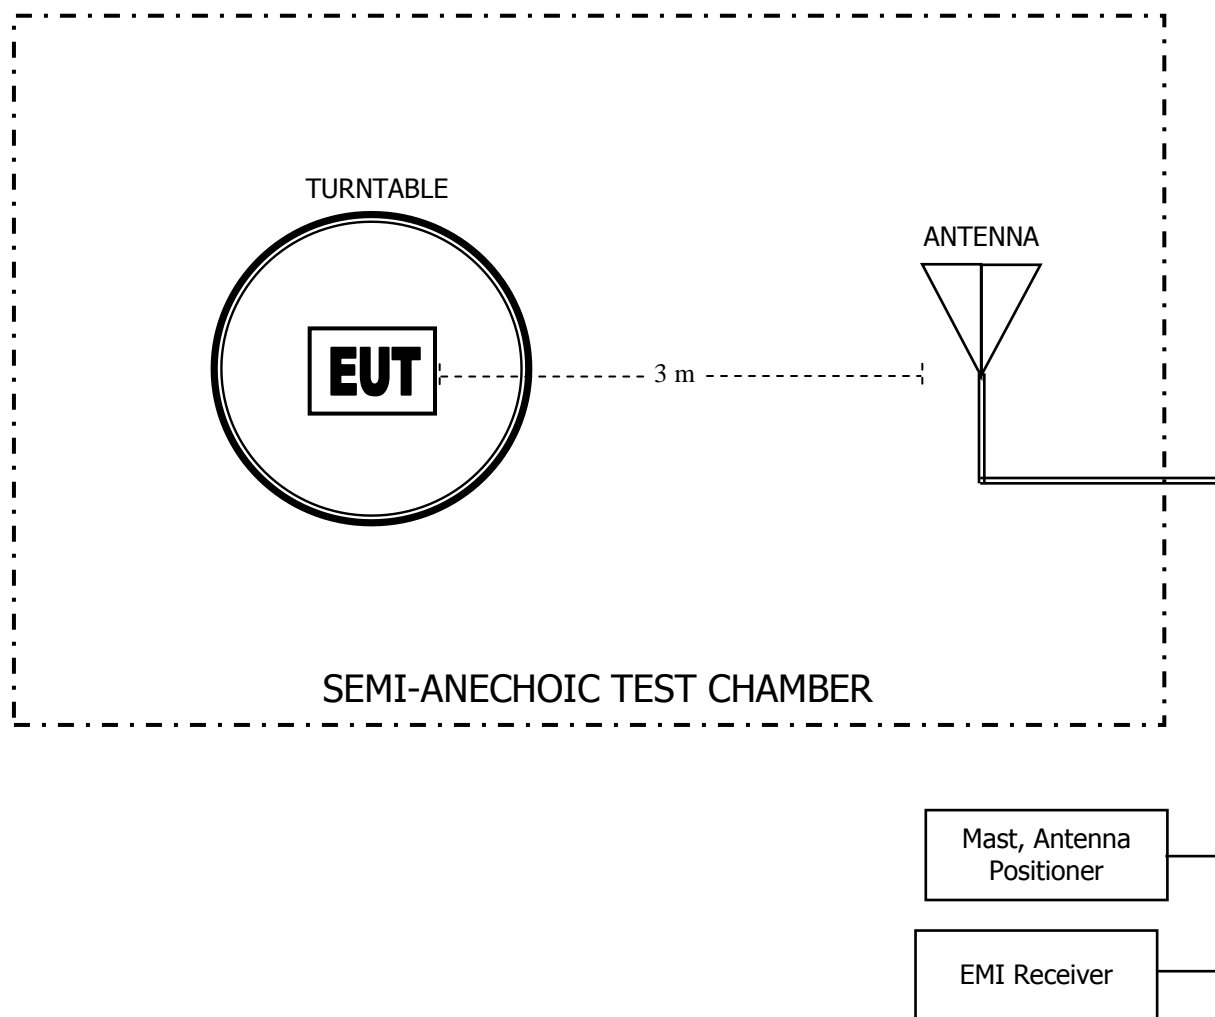 TURNTABLE
ANTENNA
EUT
3 m
SEMI-ANECHOIC TEST CHAMBER
Mast, Antenna
Positioner
EMI Receiver